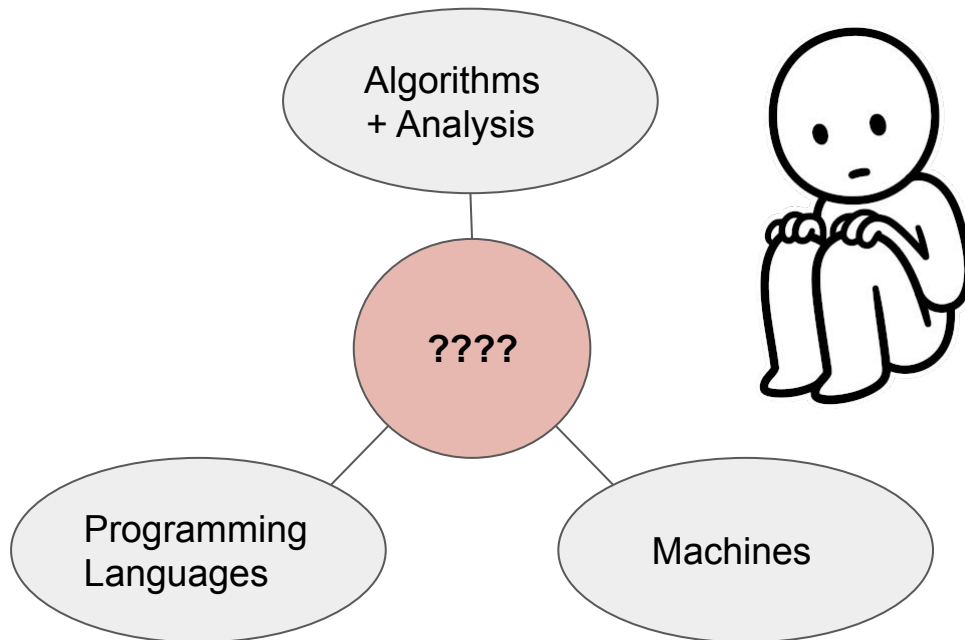 Algorithms
+ Analysis
????
Programming
Languages
Machines